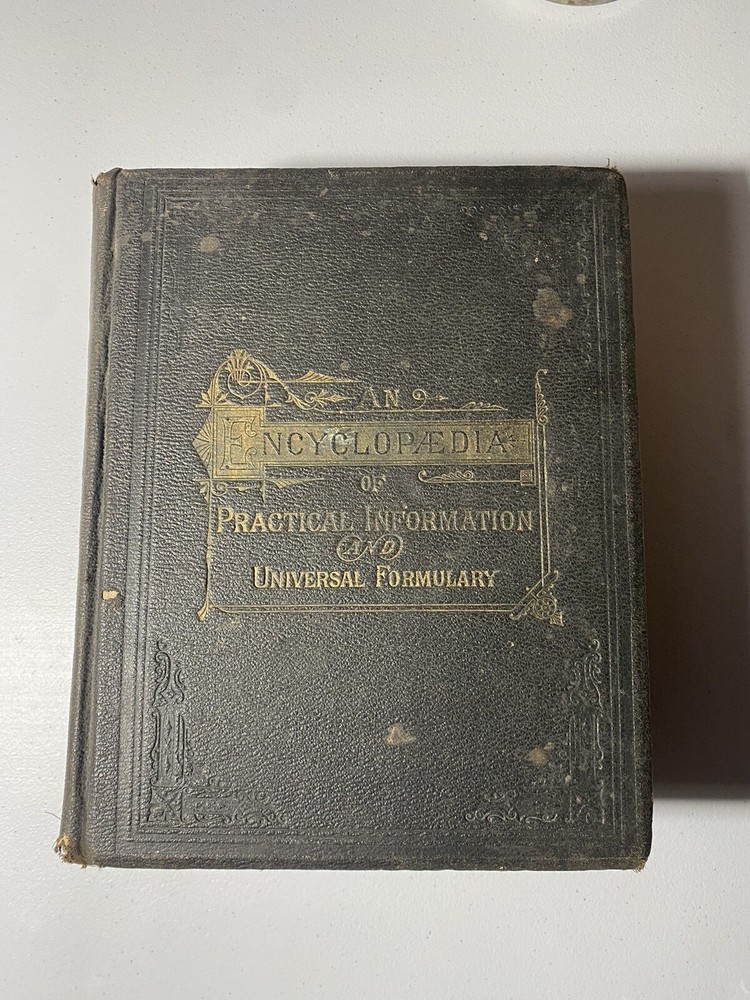 AN
ENCYCLOPÆDIA
OF
PRACTICAL INFORMATION
AND
UNIVERSAL FORMULARY